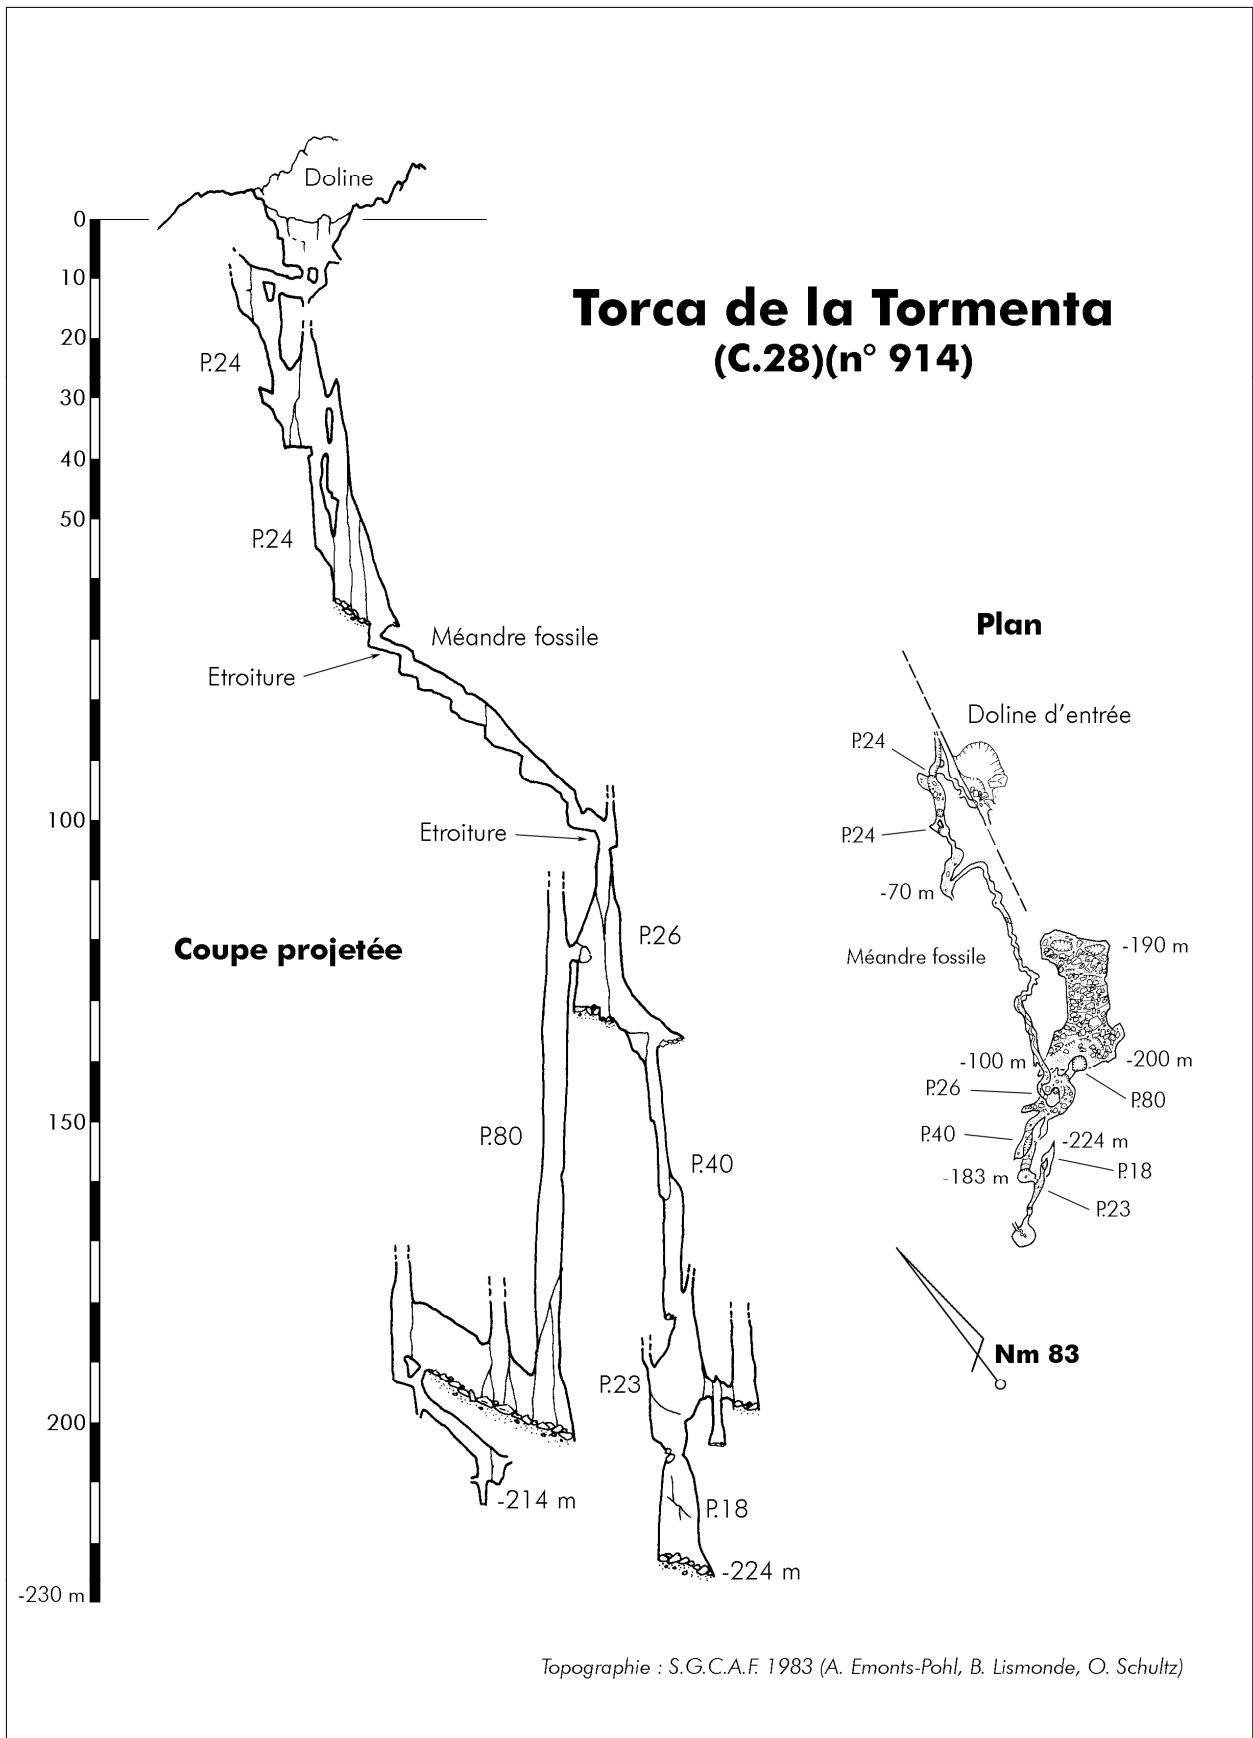 Doline
0
10
20
30
40
50
100
150
200
-230 m
Torca de la Tormenta
(C.28)(n° 914)
P.24
P.24
Méandre fossile
Etroiture
Etroiture
Coupe projetée
P.26
P.80
P.40
P.23
P.18
-214 m
-224 m
Plan
Doline d'entrée
P.24
P.24
-70 m
Méandre fossile
-190 m
-100 m
-200 m
P.26
P.80
P.40
-224 m
-183 m
P.18
P.23
Nm 83
Topographie : S.G.C.A.F. 1983 (A. Emonts-Pohl, B. Lismonde, O. Schultz)